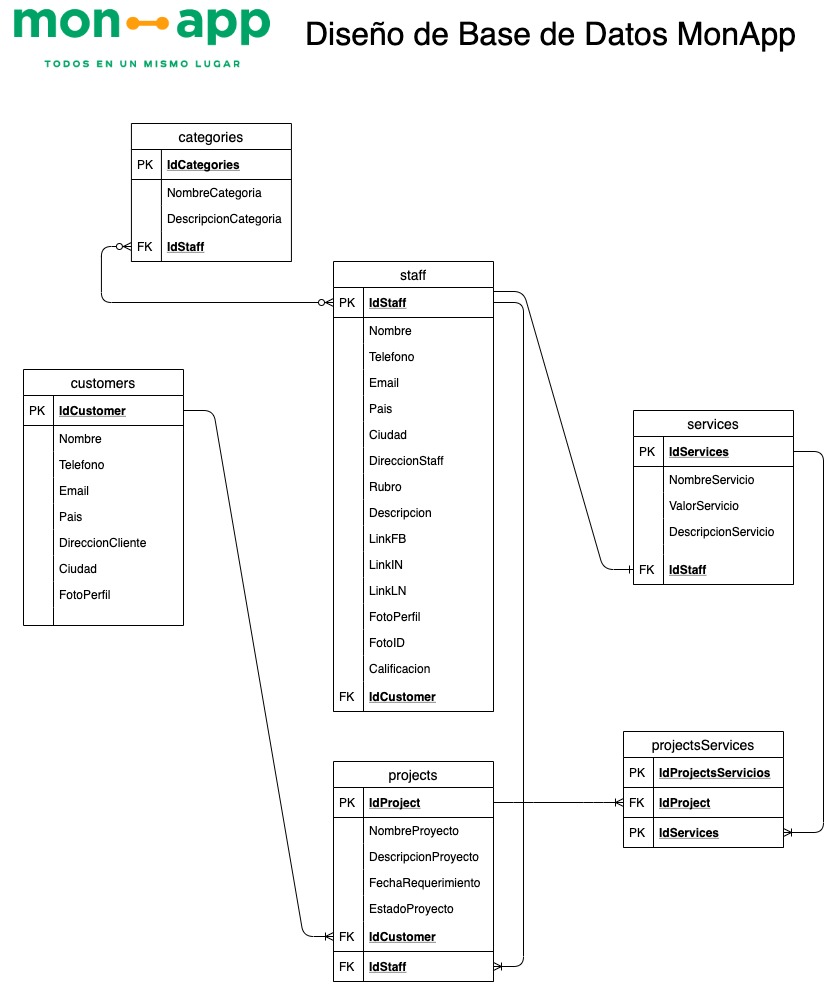 mon-app
TODOS EN UN MISMO LUGAR
Diseño de Base de Datos MonApp
categories
PK IdCategories
NombreCategoria
DescripcionCategoria
FK IdStaff
staff
PK IdStaff
Nombre
Telefono
Email
Pais
Ciudad
DireccionStaff
Rubro
Descripcion
LinkFB
LinkIN
LinkLN
FotoPerfil
FotoID
Calificacion
FK IdCustomer
customers
PK IdCustomer
Nombre
Telefono
Email
Pais
DireccionCliente
Ciudad
FotoPerfil
services
PK IdServices
NombreServicio
ValorServicio
DescripcionServicio
FK IdStaff
projectsServices
PK IdProjectsServicios
FK IdProject
PK IdServices
projects
PK IdProject
NombreProyecto
DescripcionProyecto
FechaRequerimiento
EstadoProyecto
FK IdCustomer
FK IdStaff